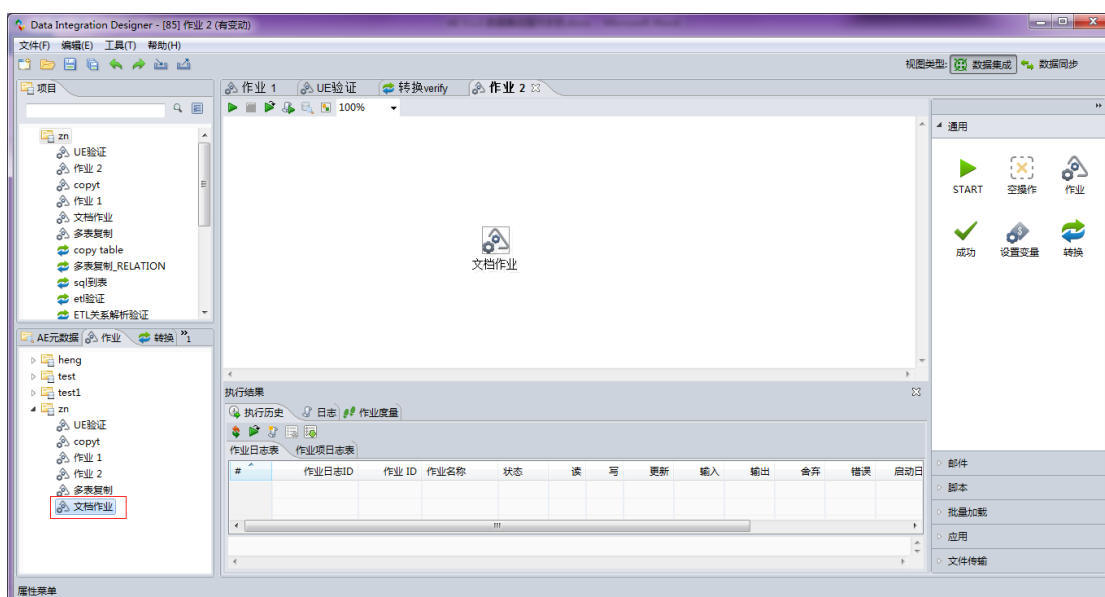 Data Integration Designer - [85] 作业 2 (有变动)
文件(F) 编辑(E) 工具(T) 帮助(H)
视图类型: 数据集成 数据同步
项目
作业 1 UE验证 转换verify 作业 2
100%
通用
zn
UE验证
作业 2
copyt
作业 1
文档作业
多表复制
copy table
多表复制_RELATION
sql到表
etl验证
ETL关系解析验证
文档作业
START 空操作 作业
成功 设置变量 转换
AE元数据 作业 转换 »1
heng
test
test1
zn
UE验证
copyt
作业 1
作业 2
多表复制
文档作业
执行结果
执行历史 日志 作业度量
作业日志表 作业项日志表
# 作业日志ID 作业 ID 作业名称 状态 读 写 更新 输入 输出 舍弃 错误 启动日
部件
脚本
批量加载
应用
文件传输
属性菜单